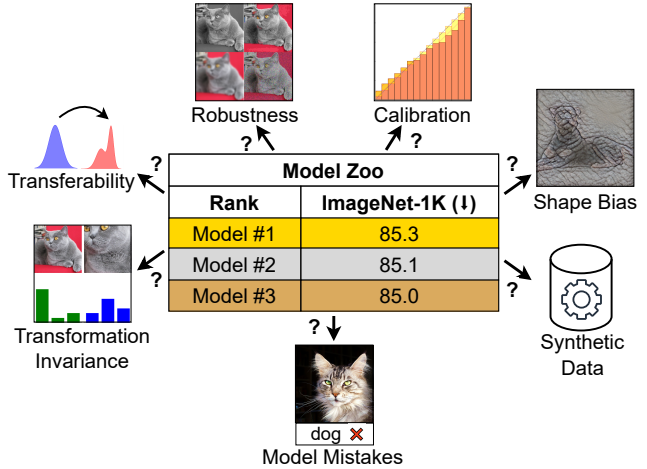 Robustness
Calibration
?
?
Transferability
?
?
Shape Bias
Model Zoo
Rank
ImageNet-1K (⬇)
Model #1
85.3
Model #2
85.1
Model #3
85.0
?
Transformation
Invariance
?
Synthetic
Data
?
dog ❌
Model Mistakes